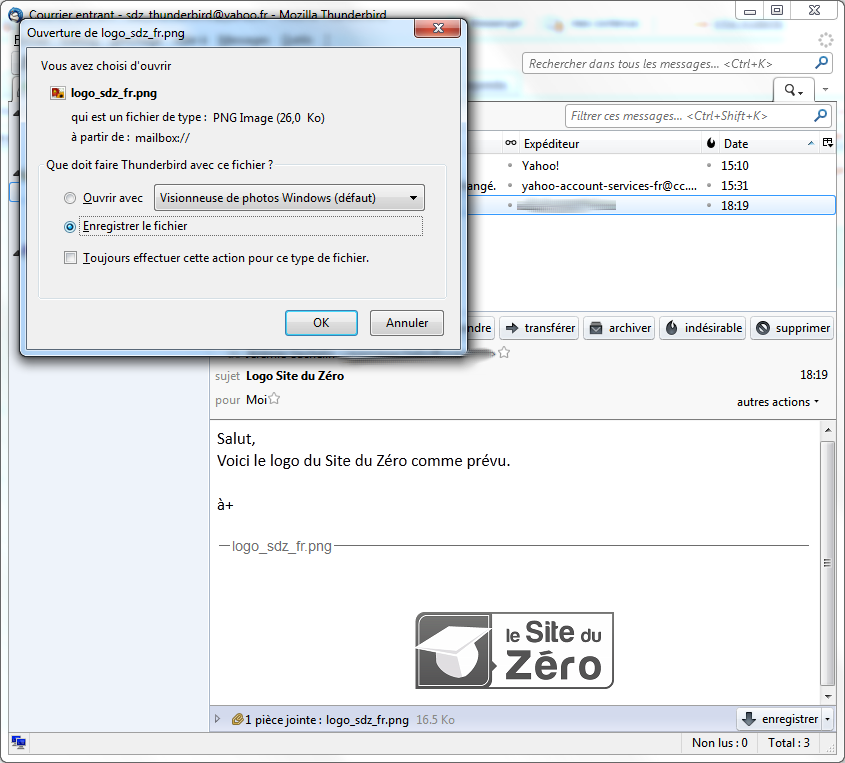 Courrier entrant - sdz_thunderbird@yahoo.fr - Mozilla Thunderbird
Ouverture de logo_sdz_fr.png
Vous avez choisi d'ouvrir
logo_sdz_fr.png
qui est un fichier de type : PNG Image (26,0 Ko)
à partir de : mailbox://
Que doit faire Thunderbird avec ce fichier ?
Ouvrir avec Visionneuse de photos Windows (défaut)
Enregistrer le fichier
Toujours effectuer cette action pour ce type de fichier.
OK Annuler
Rechercher dans tous les messages... <Ctrl+K>
Filtrer ces messages... <Ctrl+Shift+K>
Expéditeur Date
Yahoo! 15:10
angé. yahoo-account-services-fr@cc.... 15:31
18:19
ndre transférer archiver indésirable supprimer
sujet Logo Site du Zéro 18:19
pour Moi autres actions
Salut,
Voici le logo du Site du Zéro comme prévu.
à+
logo_sdz_fr.png
le Site du
Zéro
1 pièce jointe : logo_sdz_fr.png 16.5 Ko enregistrer
Non lus : 0 Total : 3